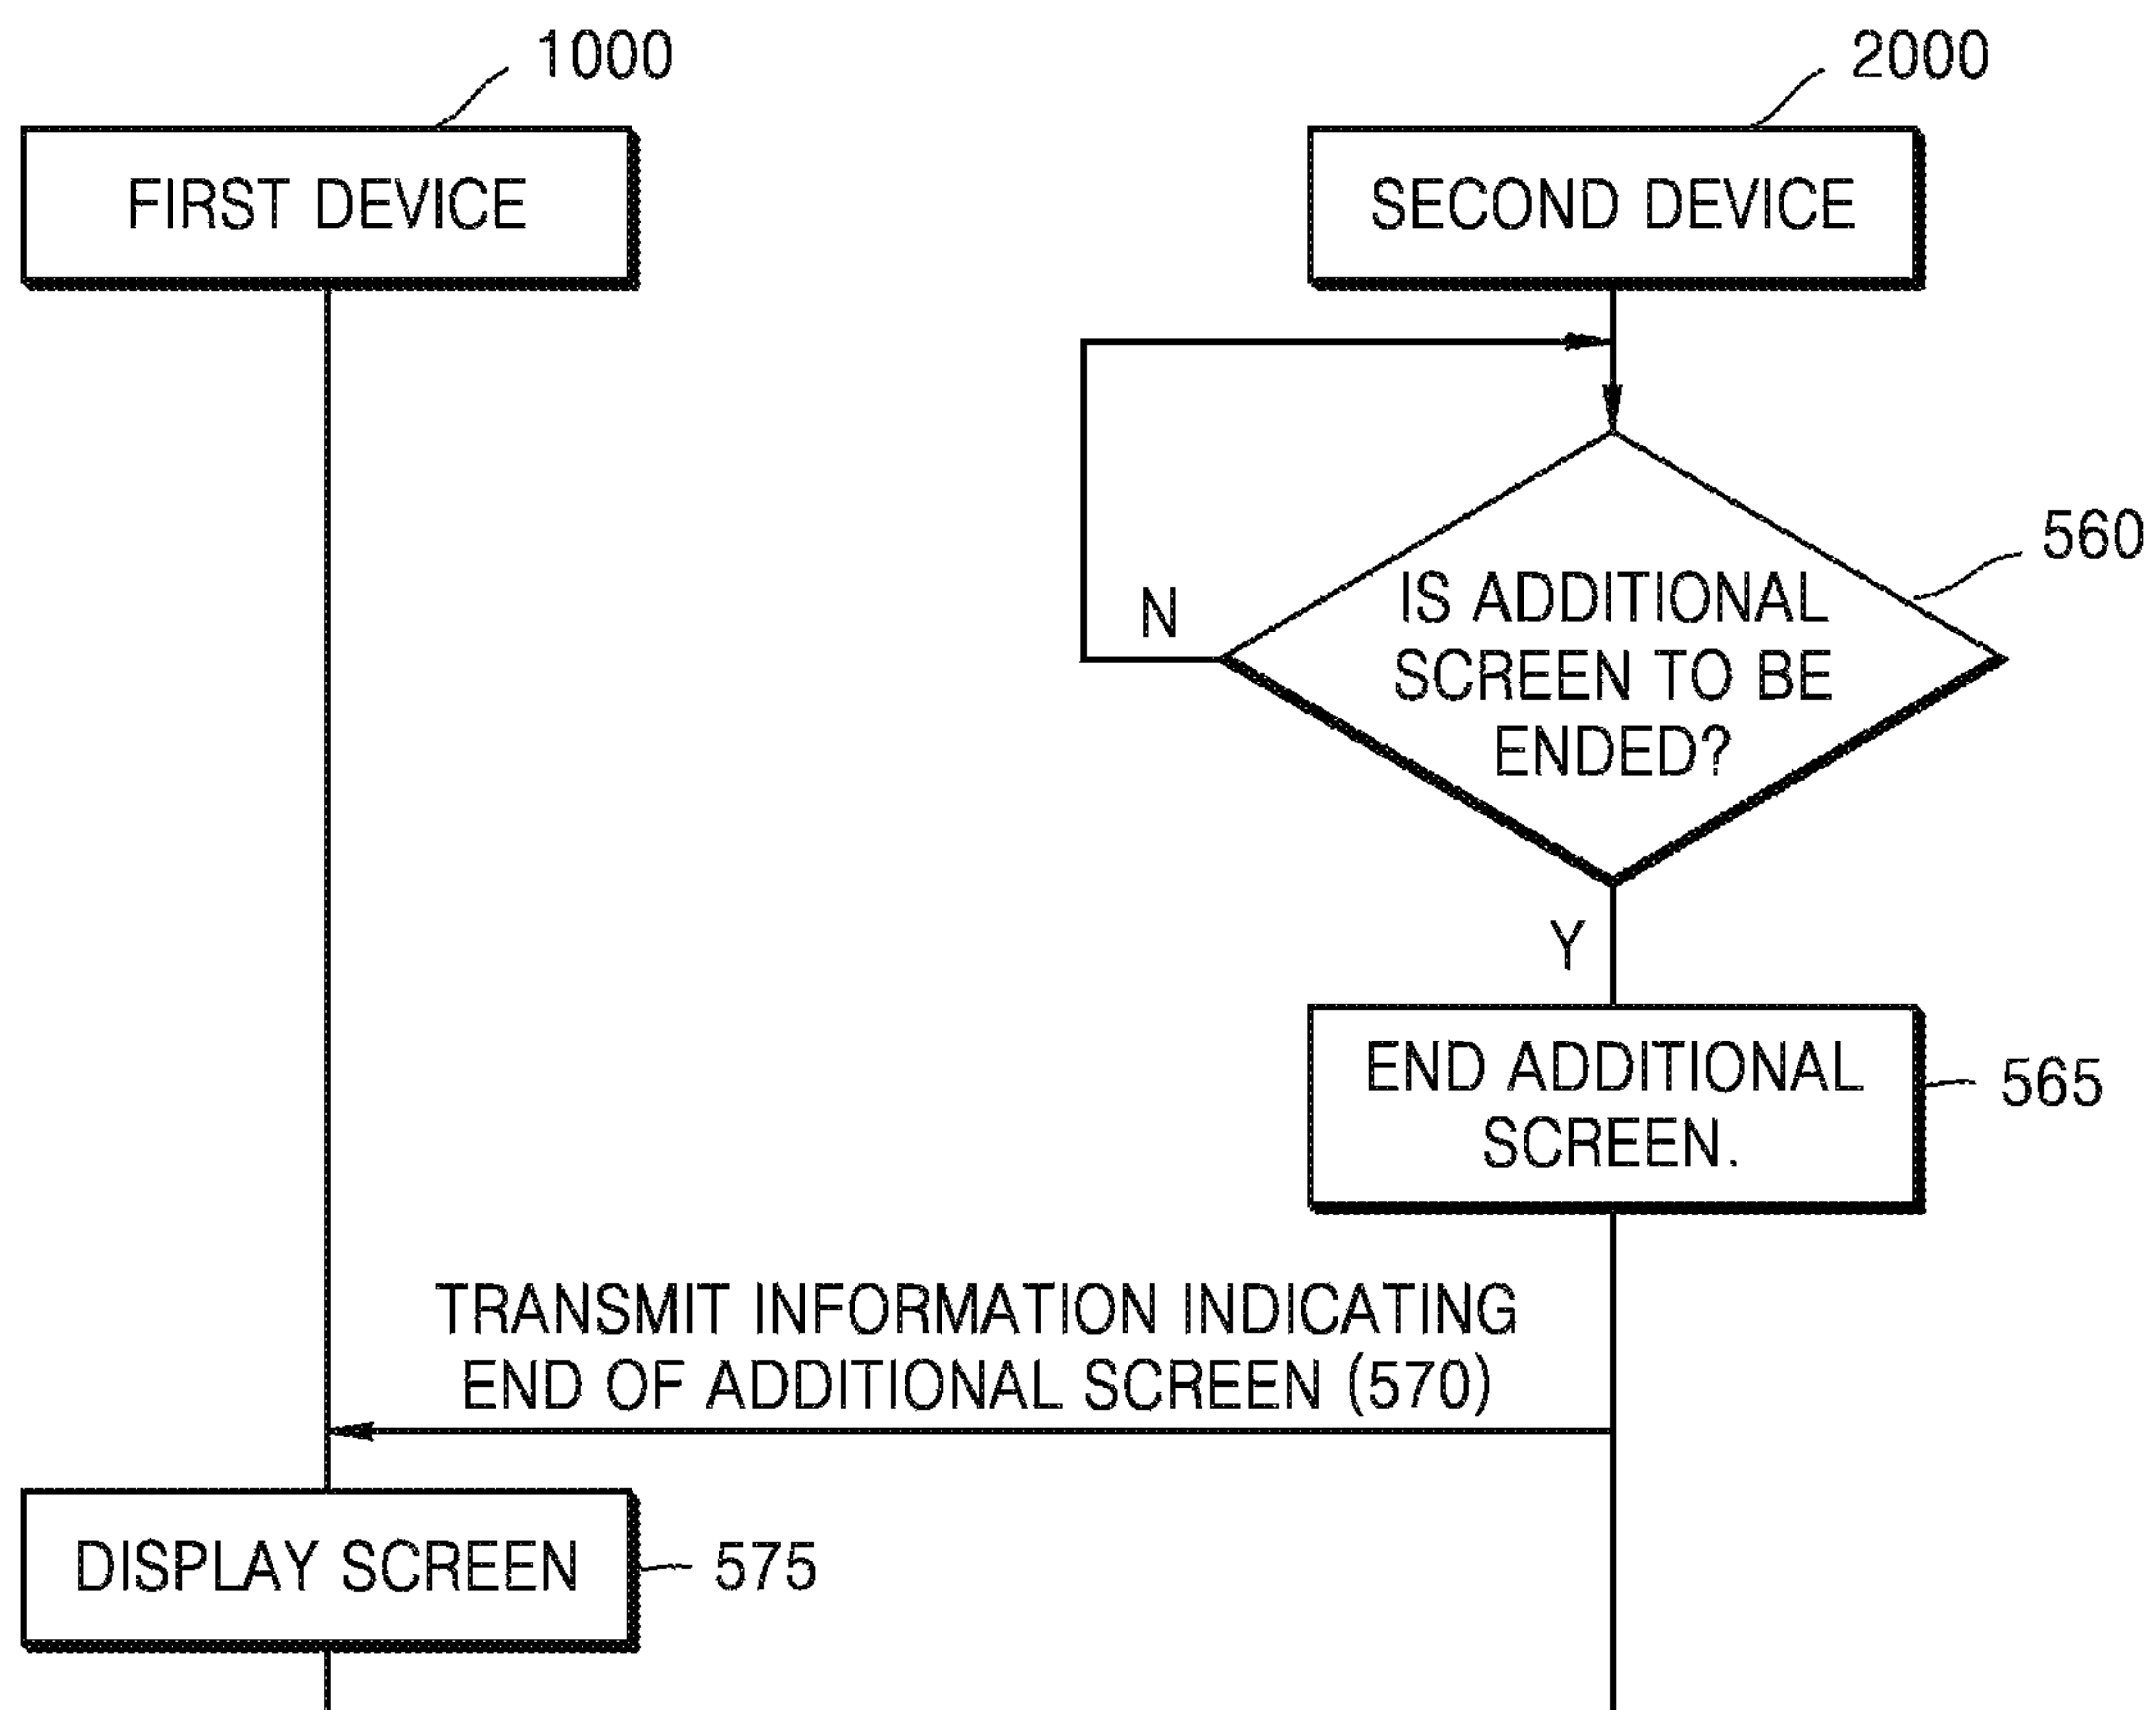 1000
2000
FIRST DEVICE
SECOND DEVICE
560
N
IS ADDITIONAL
SCREEN TO BE
ENDED?
Y
END ADDITIONAL
SCREEN.
565
TRANSMIT INFORMATION INDICATING
END OF ADDITIONAL SCREEN (570)
DISPLAY SCREEN
575